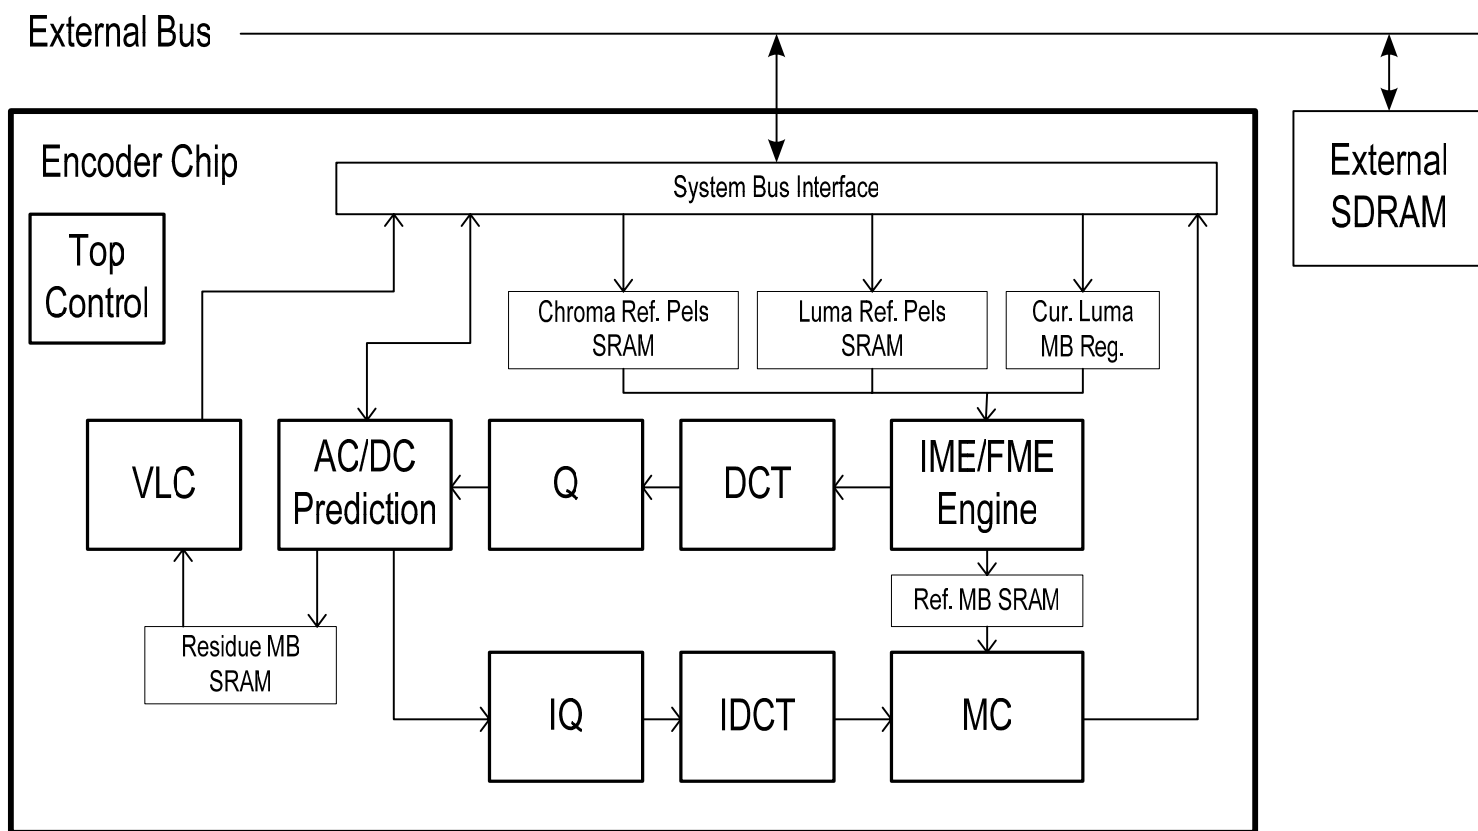 External Bus
Encoder Chip
System Bus Interface
External
SDRAM
Top
Control
Chroma Ref. Pels
SRAM
Luma Ref. Pels
SRAM
Cur. Luma
MB Reg.
VLC
AC/DC
Prediction
Q
DCT
IME/FME
Engine
Ref. MB SRAM
Residue MB
SRAM
IQ
IDCT
MC